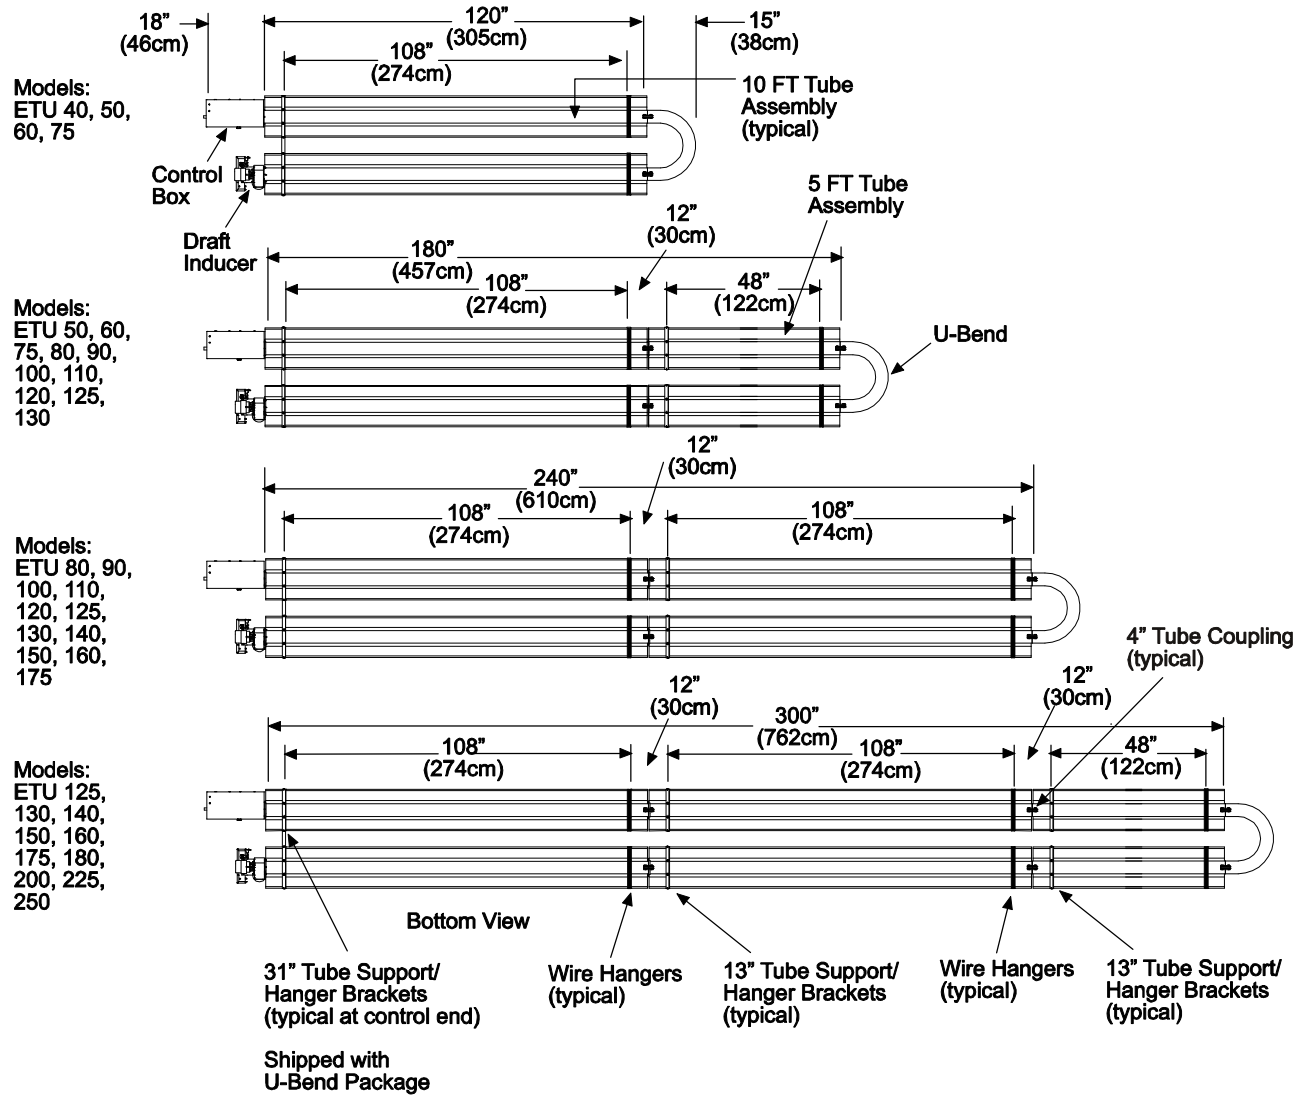 18”
(46cm)
120”
(305cm)
15”
(38cm)
108”
(274cm)
Models:
ETU 40, 50,
60, 75
10 FT Tube
Assembly
(typical)
Control
Box
Draft
Inducer
5 FT Tube
Assembly
12”
(30cm)
180”
(457cm)
108”
(274cm)
48”
(122cm)
Models:
ETU 50, 60,
75, 80, 90,
100, 110,
120, 125,
130
U-Bend
12”
(30cm)
240”
(610cm)
108”
(274cm)
108”
(274cm)
Models:
ETU 80, 90,
100, 110,
120, 125,
130, 140,
150, 160,
175
4” Tube Coupling
(typical)
12”
(30cm)
12”
(30cm)
300”
(762cm)
108”
(274cm)
108”
(274cm)
48”
(122cm)
Models:
ETU 125,
130, 140,
150, 160,
175, 180,
200, 225,
250
Bottom View
31” Tube Support/
Hanger Brackets
(typical at control end)
Shipped with
U-Bend Package
Wire Hangers
(typical)
13” Tube Support/
Hanger Brackets
(typical)
Wire Hangers
(typical)
13” Tube Support/
Hanger Brackets
(typical)